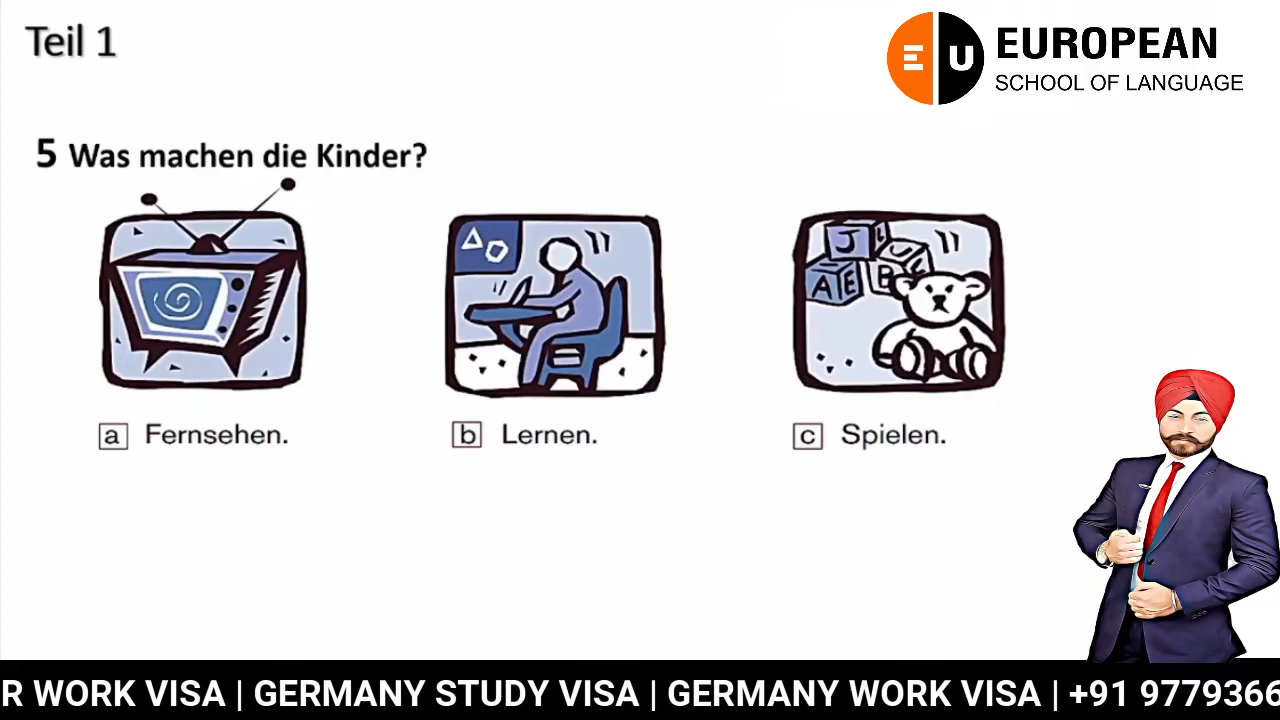 Teil 1
E U EUROPEAN
SCHOOL OF LANGUAGE
5 Was machen die Kinder?
J
A E B
a Fernsehen.
b Lernen.
c Spielen.
R WORK VISA | GERMANY STUDY VISA | GERMANY WORK VISA | +91 9779366